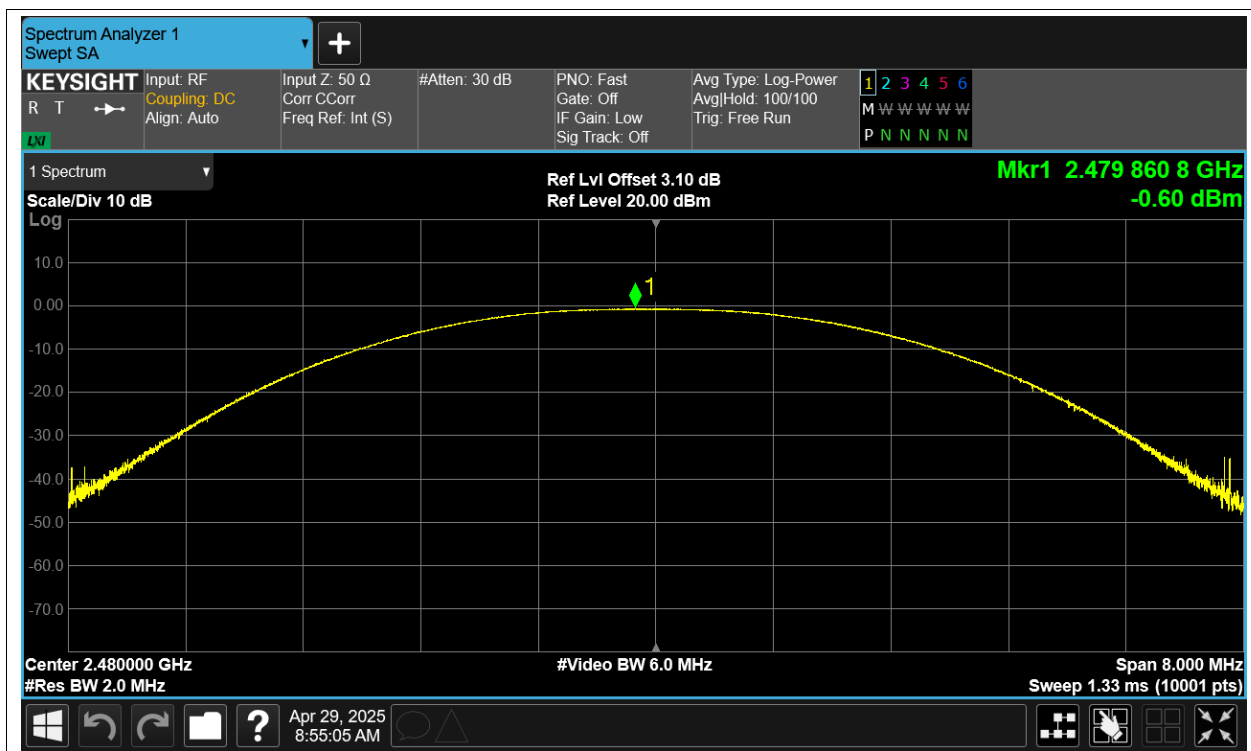 Spectrum Analyzer 1
Swept SA
KEYSIGHT
R T
LXI
Input: RF
Coupling: DC
Align: Auto
Input Z: 50 Ω
Corr CCorr
Freq Ref: Int (S)
#Atten: 30 dB
PNO: Fast
Gate: Off
IF Gain: Low
Sig Track: Off
Avg Type: Log-Power
Avg|Hold: 100/100
Trig: Free Run
1 2 3 4 5 6
M W W W W W
P N N N N N
1 Spectrum
Scale/Div 10 dB
Ref Lvl Offset 3.10 dB
Ref Level 20.00 dBm
Mkr1 2.479 860 8 GHz
-0.60 dBm
Log
10.0
0.00
-10.0
-20.0
-30.0
-40.0
-50.0
-60.0
-70.0
1
Center 2.480000 GHz
#Res BW 2.0 MHz
#Video BW 6.0 MHz
Span 8.000 MHz
Sweep 1.33 ms (10001 pts)
?
Apr 29, 2025
8:55:05 AM